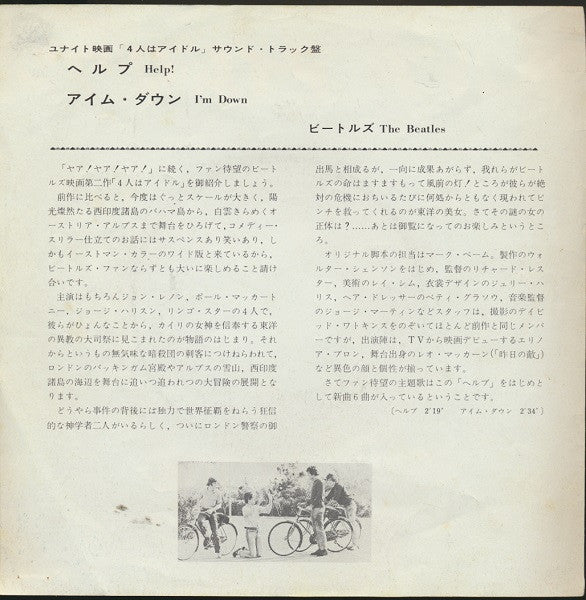 ユナイト映画「４人はアイドル」サウンド・トラック盤
ヘルプ Help!
アイム・ダウン I'm Down
ビートルズ The Beatles
「ヤァ！ヤァ！ヤァ！」に続く、ファン待望のビート
ルズ映画第二作「４人はアイドル」を御紹介しましょう。
前作に比べると、今度はぐっとスケールが大きく、陽
光燦然たる西印度諸島のバハマ島から、白雲きらめくオ
ーストリア・アルプスまで舞台をひろげて、コメディー・
スリラー仕立てのお話にはサスペンスあり笑いあり、し
かもイーストマン・カラーのワイド版と来ているから、
ビートルズ・ファンならずとも大いに楽しめること請け
合いです。
主演はもちろんジョン・レノン、ポール・マッカート
ニー、ジョージ・ハリスン、リンゴ・スターの４人で、
彼らがひょんなことから、カイリの女神を信奉する東洋
の異教の大司祭に見こまれたのが物語のはじまり。それ
からというもの無気味な暗殺団の刺客につけねらわれて、
ロンドンのバッキンガム宮殿やアルプスの雪山、西印度
諸島の海辺を舞台に追いつ追われつの大冒険の展開とな
ります。
どうやら事件の背後には独力で世界征覇をねらう狂信
的な神学者二人がいるらしく、ついにロンドン警察の御
出馬と相成るが、一向に成果あがらず、我れらがビート
ルズの命はますますもって風前の灯！ところが彼らが絶
対の危機におちいるたびに何処からともなく現われてピ
ンチを救ってくれるのが東洋の美女。さてその謎の女の
正体は？……あとは御覧になってのお楽しみというとこ
ろ。
オリジナル脚本の担当はマーク・ベーム。製作のウォ
ルター・シェンソンをはじめ、監督のリチャード・レス
ター、美術のレイ・シム、衣裳デザインのジュリー・ハ
リス、ヘア・ドレッサーのベティ・グラソウ、音楽監督
のジョージ・マーティンなどスタッフは、撮影のデイビ
ッド・ワトキンスをのぞいてほとんど前作と同じメンバ
ーですが、出演陣は、TVから映画デビューするエリノ
ア・ブロン、舞台出身のレオ・マッカーン（「昨日の敵」）
など異色の顔と個性が揃っています。
さてファン待望の主題歌はこの「ヘルプ」をはじめと
して新曲６曲が入っているということです。
（ヘルプ 2'19" アイム・ダウン 2'34"）